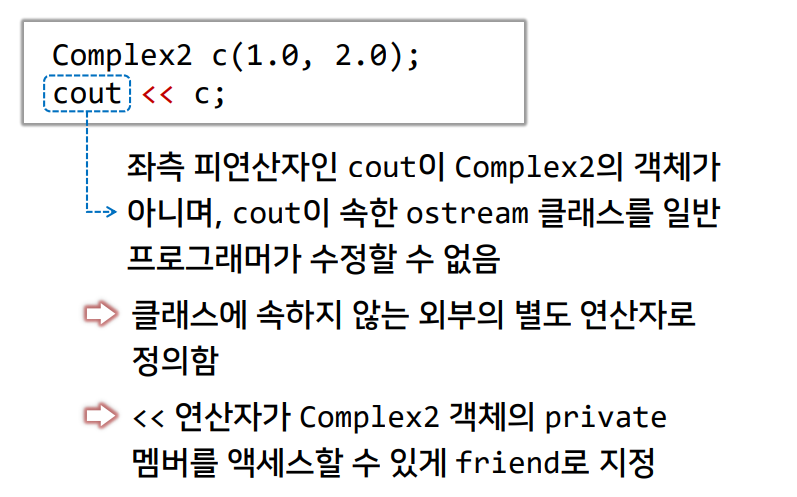 Complex2 c(1.0, 2.0);
cout << c;
좌측 피연산자인 cout이 Complex2의 객체가
아니며, cout이 속한 ostream 클래스를 일반
프로그래머가 수정할 수 없음
클래스에 속하지 않는 외부의 별도 연산자로
정의함
<< 연산자가 Complex2 객체의 private
멤버를 액세스할 수 있게 friend로 지정